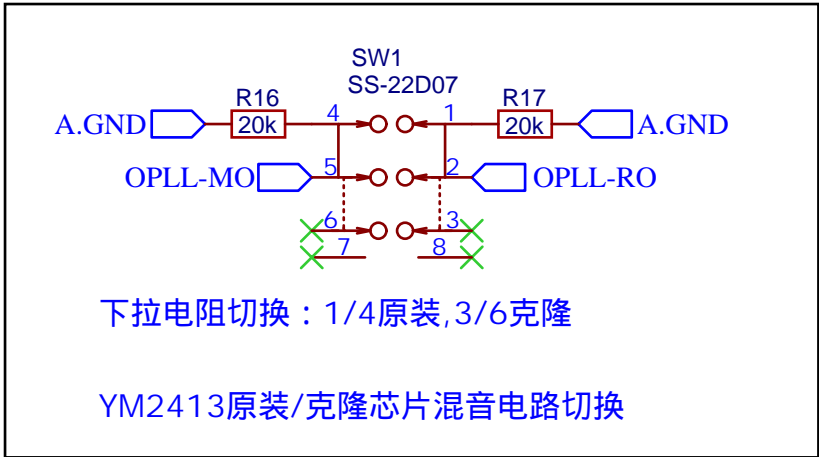 SW1
SS-22D07
R16
R17
A.GND
20k
4
1
20k
A.GND
OPLL-MO
5
2
OPLL-RO
6
3
7
8
下拉电阻切换：1/4原装,3/6克隆
YM2413原装/克隆芯片混音电路切换